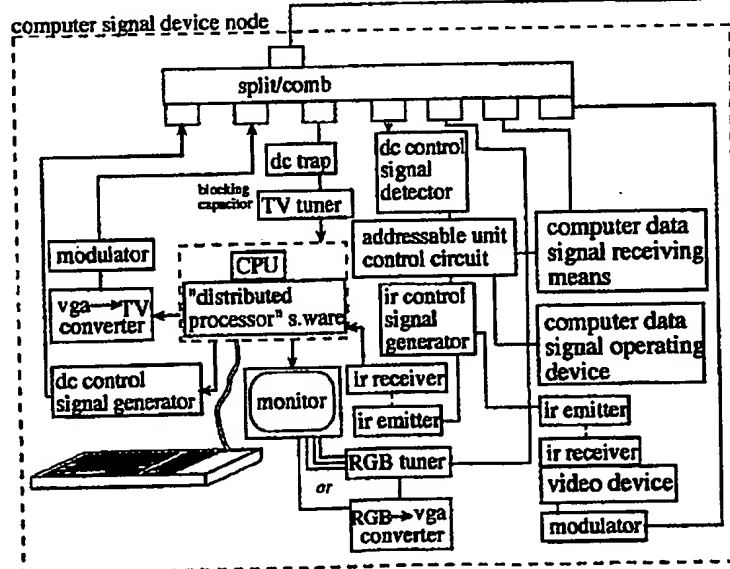 computer signal device node
split/comb
dc trap
blocking
capacitor
TV tuner
dc control
signal
detector
modulator
CPU
"distributed
processor" s.ware
addressable unit
control circuit
computer data
signal receiving
means
vga→TV
converter
ir control
signal
generator
computer data
signal operating
device
dc control
signal generator
monitor
ir receiver
ir emitter
ir emitter
ir receiver
video device
modulator
RGB tuner
or
RGB→vga
converter